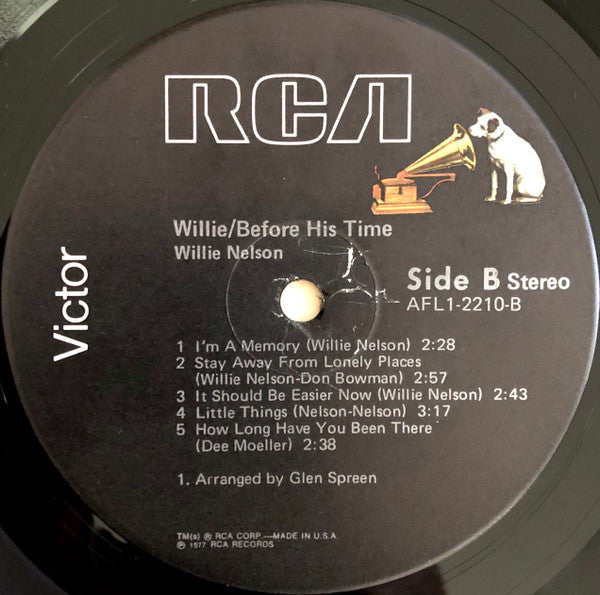 RCA
Victor
Willie/Before His Time
Willie Nelson
Side B Stereo
AFL1-2210-B
1 I'm A Memory (Willie Nelson) 2:28
2 Stay Away From Lonely Places
(Willie Nelson-Don Bowman) 2:57
3 It Should Be Easier Now (Willie Nelson) 2:43
4 Little Things (Nelson-Nelson) 3:17
5 How Long Have You Been There
(Dee Moeller) 2:38
1. Arranged by Glen Spreen
TM(s) ® RCA CORP.—MADE IN U.S.A.
℗ 1977 RCA RECORDS